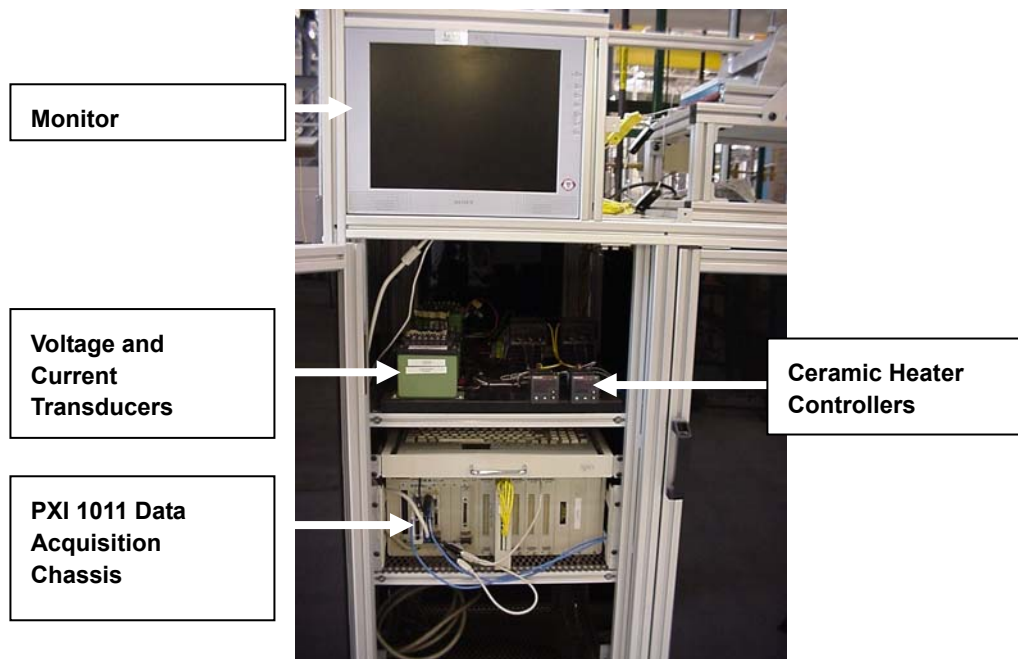 Monitor
Voltage and
Current
Transducers
Ceramic Heater
Controllers
PXI 1011 Data
Acquisition
Chassis